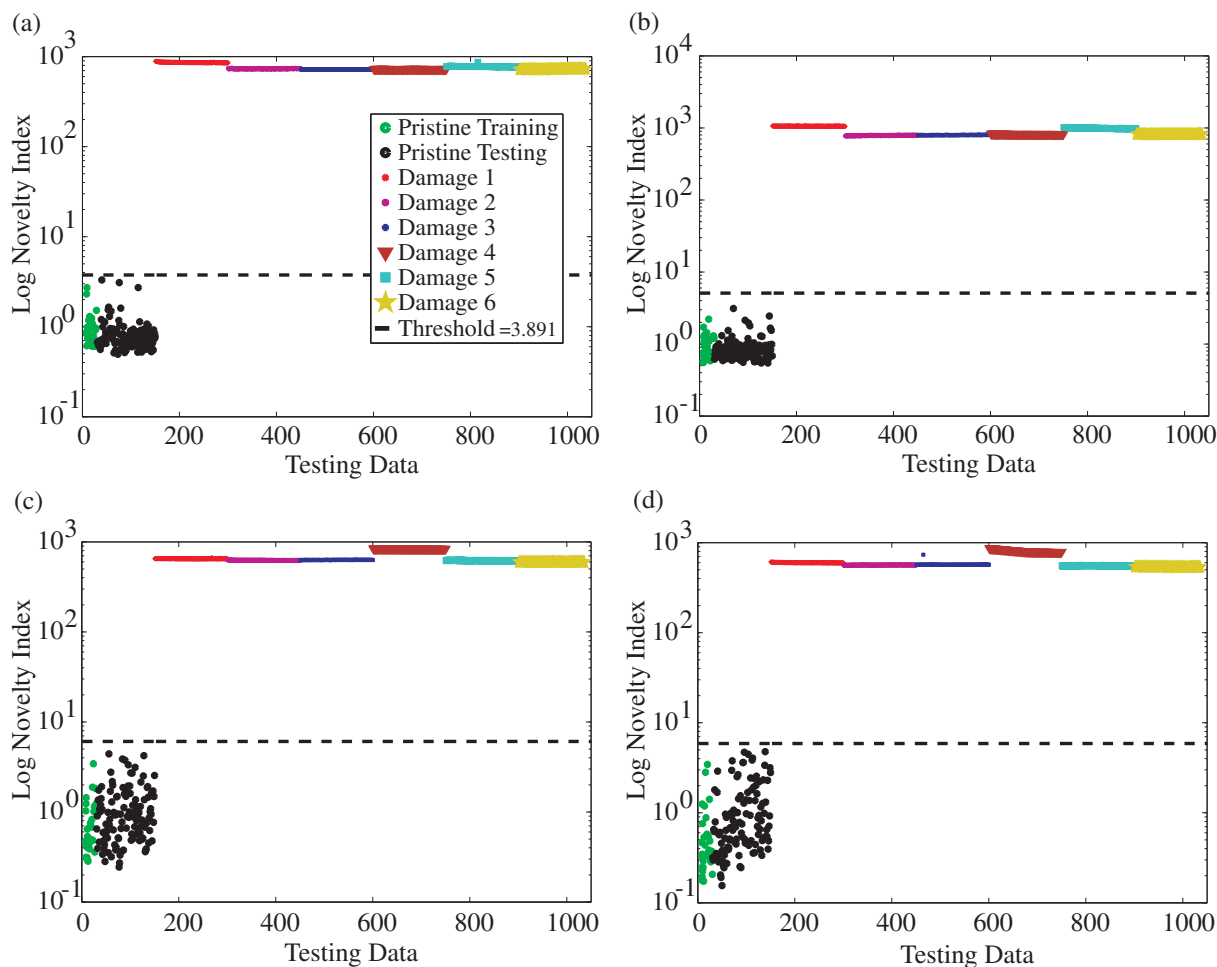 (a)
Log Novelty Index
10^3
10^2
10^1
10^0
10^-1
Pristine Training
Pristine Testing
Damage 1
Damage 2
Damage 3
Damage 4
Damage 5
Damage 6
Threshold =3.891
0 200 400 600 800 1000
Testing Data
(b)
Log Novelty Index
10^4
10^3
10^2
10^1
10^0
10^-1
0 200 400 600 800 1000
Testing Data
(c)
Log Novelty Index
10^3
10^2
10^1
10^0
10^-1
0 200 400 600 800 1000
Testing Data
(d)
Log Novelty Index
10^3
10^2
10^1
10^0
10^-1
0 200 400 600 800 1000
Testing Data